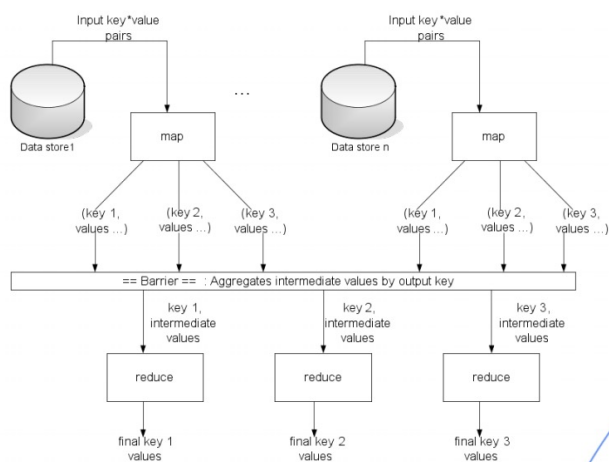 Input key*value
pairs
Input key*value
pairs
...
Data store1
map
Data store n
map
(key 1,
values ...)
(key 2,
values ...)
(key 3,
values ...)
(key 1,
values ...)
(key 2,
values ...)
(key 3,
values ...)
== Barrier == : Aggregates intermediate values by output key
key 1,
intermediate
values
key 2,
intermediate
values
key 3,
intermediate
values
reduce
reduce
reduce
final key 1
values
final key 2
values
final key 3
values